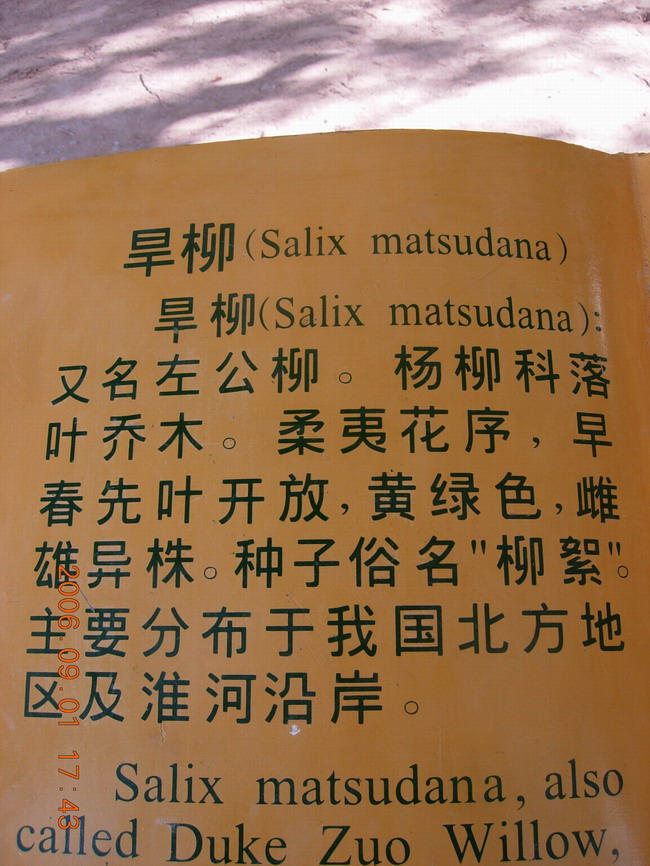 旱柳(Salix matsudana)
旱柳(Salix matsudana):
又名左公柳。杨柳科落
叶乔木。柔夷花序,早
春先叶开放,黄绿色,雌
雄异株。种子俗名"柳絮"。
主要分布于我国北方地
区及淮河沿岸。
Salix matsudana, also
called Duke Zuo Willow,
2006.09.01 17:43